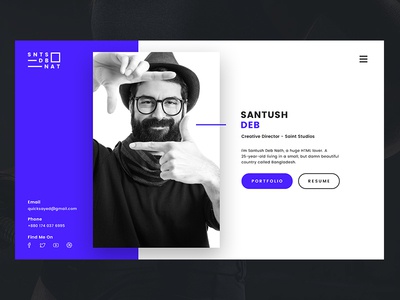 SNTS
DB
NAT
SANTUSH
DEB
Creative Director - Saint Studios
I'm Santush Deb Nath, a huge HTML lover. A
25-year-old living in a small, but damn beautiful
country called Bangladesh.
PORTFOLIO
RESUME
Email
quickzayed@gmail.com
Phone
+880 174 057 6985
Find Me On